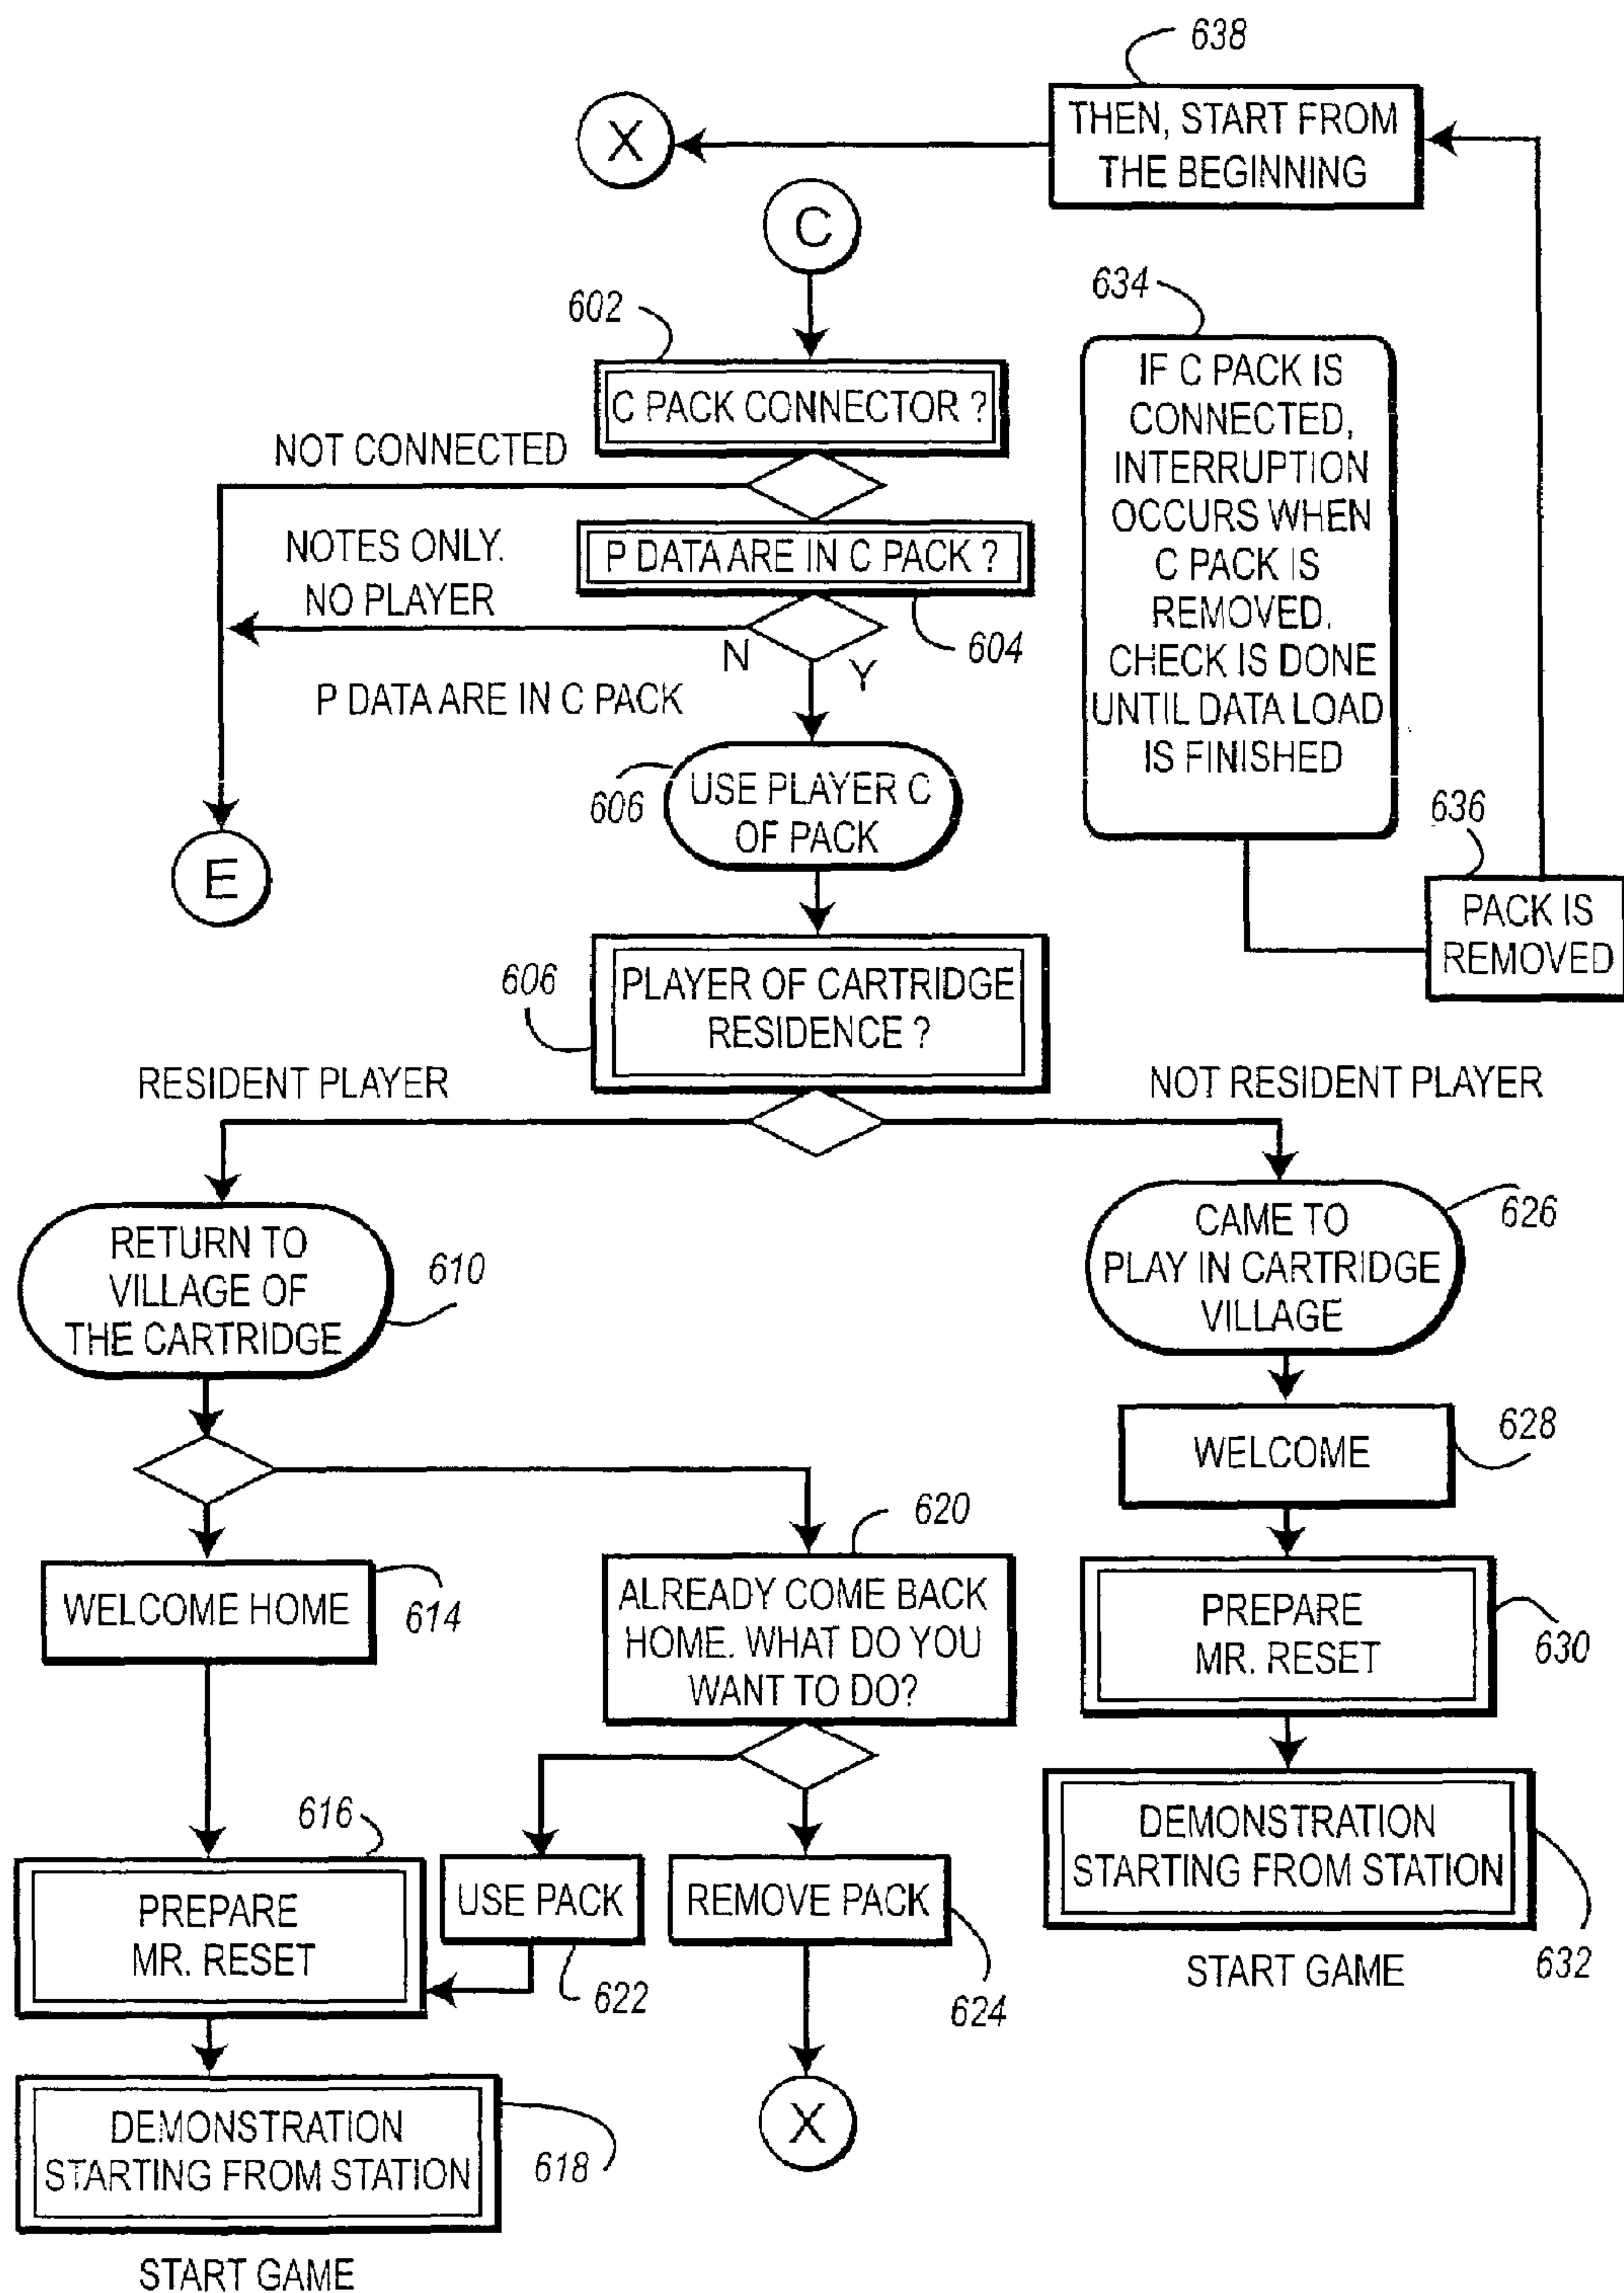 638
X
THEN, START FROM
THE BEGINNING
C
634
602
C PACK CONNECTOR ?
IF C PACK IS
CONNECTED,
INTERRUPTION
OCCURS WHEN
C PACK IS
REMOVED.
CHECK IS DONE
UNTIL DATA LOAD
IS FINISHED
NOT CONNECTED
NOTES ONLY.
NO PLAYER
P DATA ARE IN C PACK ?
604
N
Y
P DATA ARE IN C PACK
606
USE PLAYER C
OF PACK
E
636
PACK IS
REMOVED
606
PLAYER OF CARTRIDGE
RESIDENCE ?
RESIDENT PLAYER
NOT RESIDENT PLAYER
RETURN TO
VILLAGE OF
THE CARTRIDGE
610
CAME TO
PLAY IN CARTRIDGE
VILLAGE
626
WELCOME
628
WELCOME HOME
614
620
ALREADY COME BACK
HOME. WHAT DO YOU
WANT TO DO?
PREPARE
MR. RESET
630
616
PREPARE
MR. RESET
USE PACK
622
REMOVE PACK
624
DEMONSTRATION
STARTING FROM STATION
632
START GAME
X
DEMONSTRATION
STARTING FROM STATION
618
START GAME